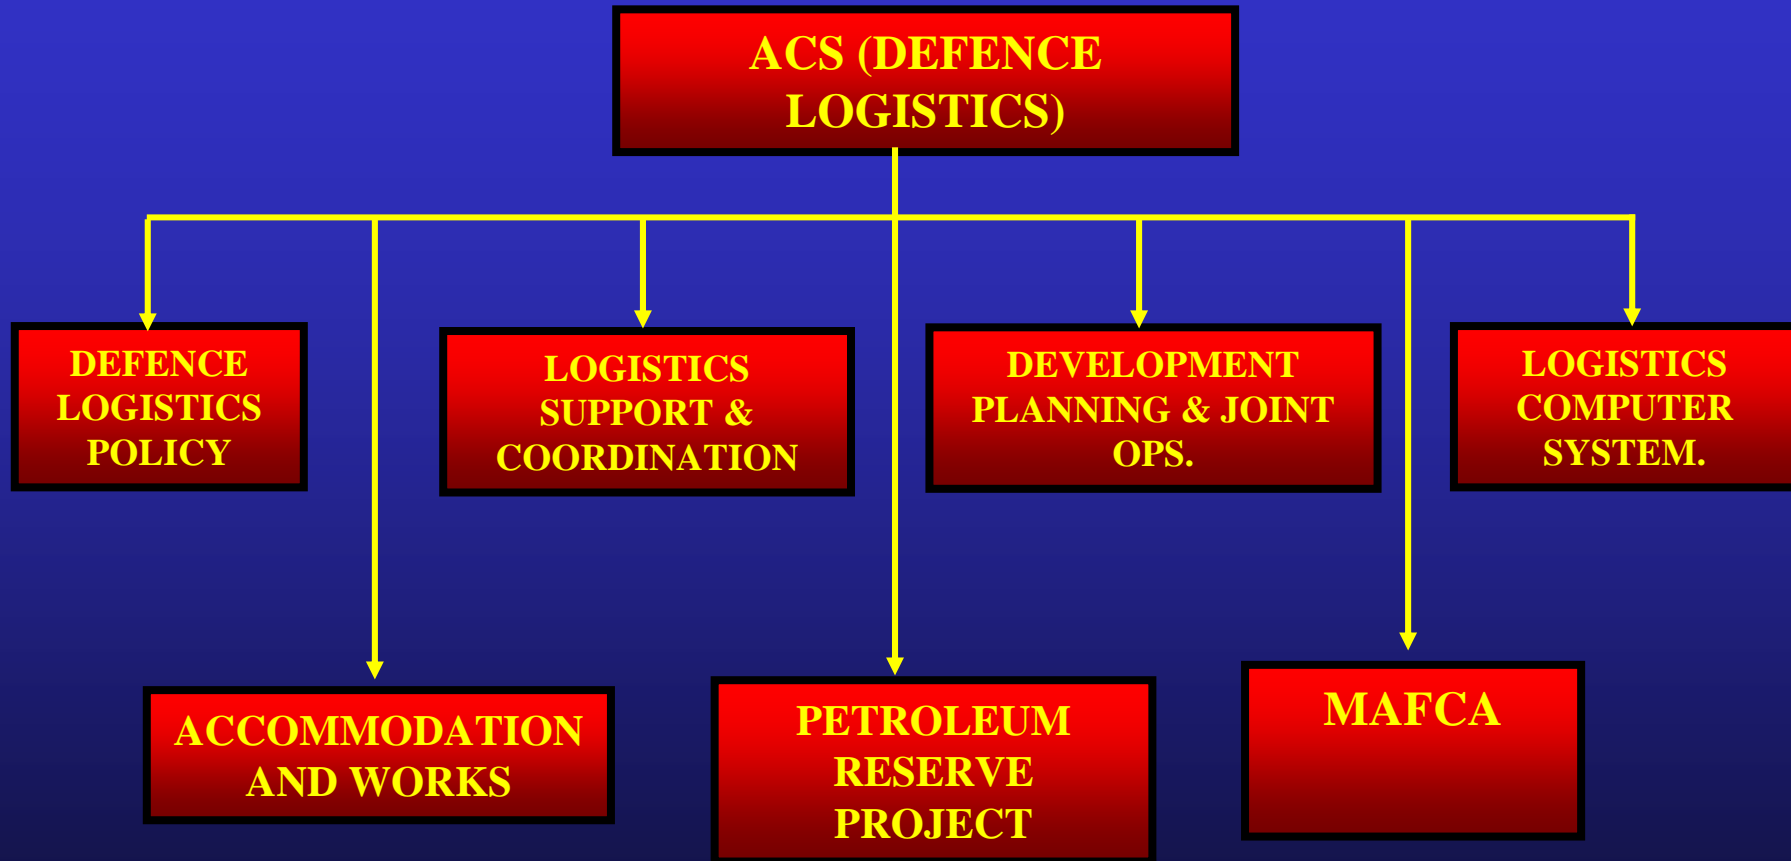 ACS (DEFENCE
LOGISTICS)
DEFENCE
LOGISTICS
POLICY
LOGISTICS
SUPPORT &
COORDINATION
DEVELOPMENT
PLANNING & JOINT
OPS.
LOGISTICS
COMPUTER
SYSTEM.
ACCOMMODATION
AND WORKS
PETROLEUM
RESERVE
PROJECT
MAFCA